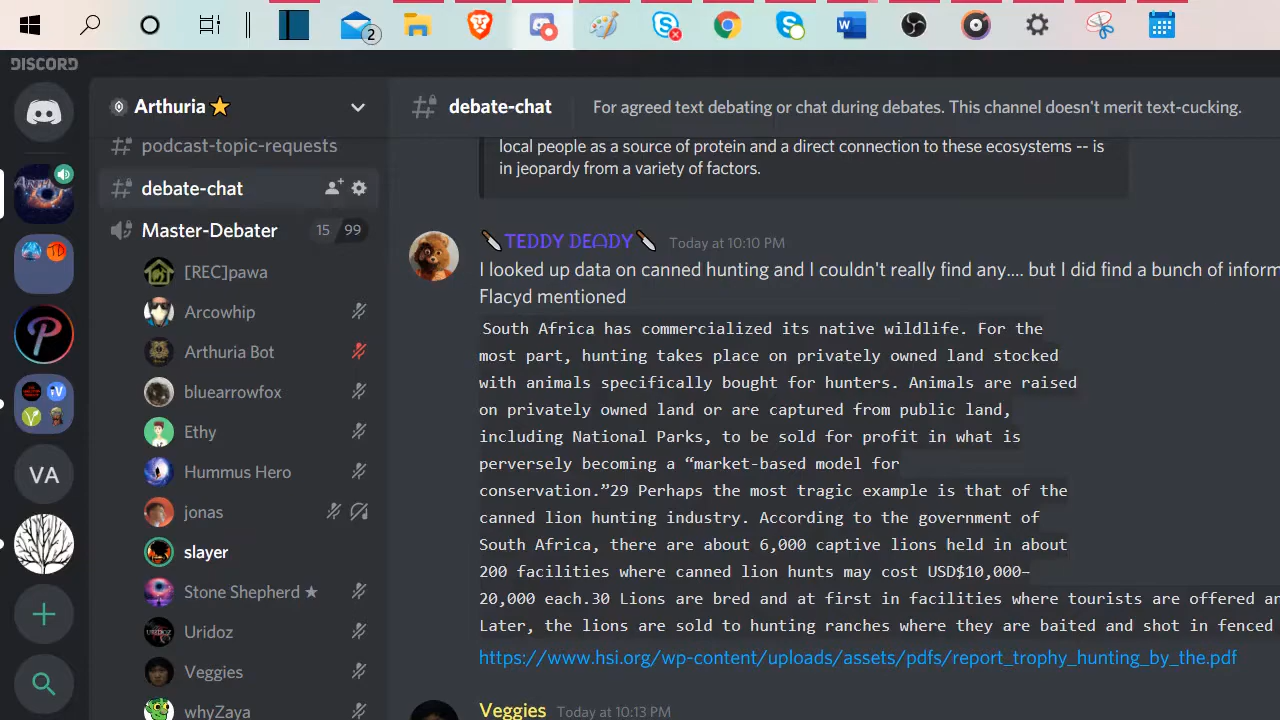 2
DISCORD
Arthuria
debate-chat
For agreed text debating or chat during debates. This channel doesn't merit text-cucking.
podcast-topic-requests
debate-chat
Master-Debater 15 99
[REC]pawa
Arcowhip
Arthuria Bot
bluearrowfox
Ethy
Hummus Hero
jonas
slayer
Stone Shepherd ★
Uridoz
Veggies
whyZaya
VA
local people as a source of protein and a direct connection to these ecosystems -- is
in jeopardy from a variety of factors.
TEDDY DEADY Today at 10:10 PM
I looked up data on canned hunting and I couldn't really find any.... but I did find a bunch of inform
Flacyd mentioned
South Africa has commercialized its native wildlife. For the
most part, hunting takes place on privately owned land stocked
with animals specifically bought for hunters. Animals are raised
on privately owned land or are captured from public land,
including National Parks, to be sold for profit in what is
perversely becoming a “market-based model for
conservation.”29 Perhaps the most tragic example is that of the
canned lion hunting industry. According to the government of
South Africa, there are about 6,000 captive lions held in about
200 facilities where canned lion hunts may cost USD$10,000–
20,000 each.30 Lions are bred and at first in facilities where tourists are offered an
Later, the lions are sold to hunting ranches where they are baited and shot in fenced
https://www.hsi.org/wp-content/uploads/assets/pdfs/report_trophy_hunting_by_the.pdf
Veggies Today at 10:13 PM